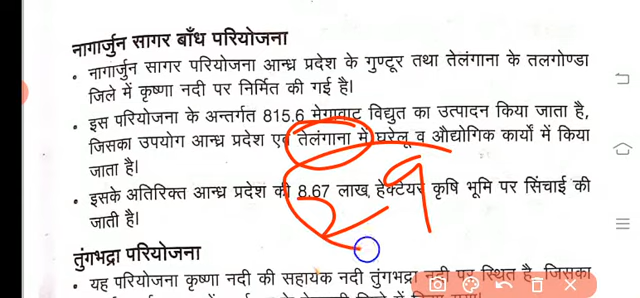 नागार्जुन सागर बाँध परियोजना
• नागार्जुन सागर परियोजना आन्ध्र प्रदेश के गुण्टूर तथा तेलंगाना के तलगोण्डा
जिले में कृष्णा नदी पर निर्मित की गई है।
• इस परियोजना के अन्तर्गत 815.6 मेगावाट विद्युत का उत्पादन किया जाता है,
जिसका उपयोग आन्ध्र प्रदेश एवं तेलंगाना में घरेलू व औद्योगिक कार्यों में किया
जाता है।
• इसके अतिरिक्त आन्ध्र प्रदेश की 8.67 लाख हेक्टेयर कृषि भूमि पर सिंचाई की
जाती है।
29
तुंगभद्रा परियोजना
• यह परियोजना कृष्णा नदी की सहायक नदी तुंगभद्रा नदी पर स्थित है, जिसका